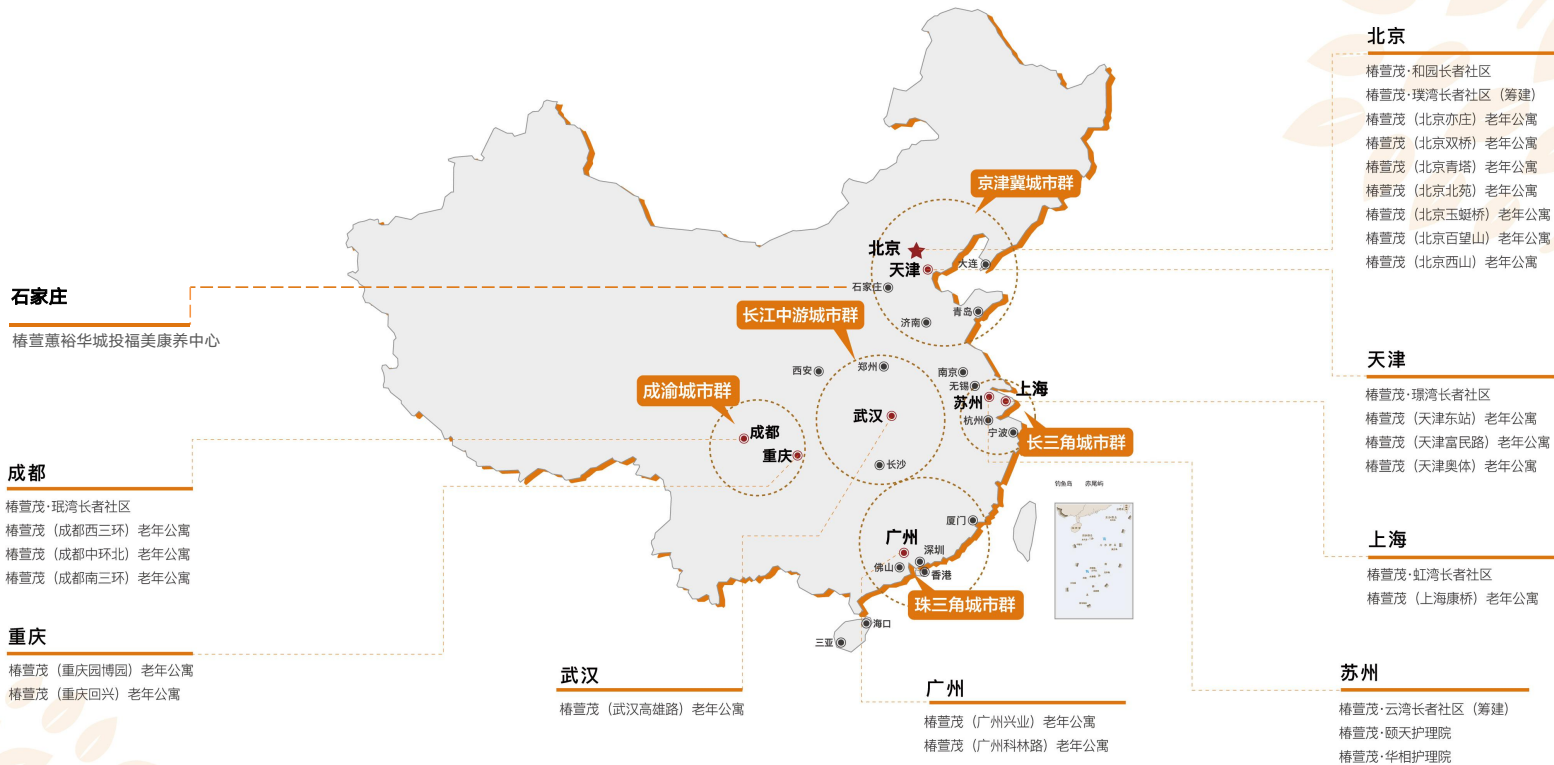 北京
椿萱茂·和园长者社区
椿萱茂·璞湾长者社区（筹建）
椿萱茂（北京亦庄）老年公寓
椿萱茂（北京双桥）老年公寓
椿萱茂（北京青塔）老年公寓
椿萱茂（北京北苑）老年公寓
椿萱茂（北京玉蜓桥）老年公寓
椿萱茂（北京百望山）老年公寓
椿萱茂（北京西山）老年公寓
天津
椿萱茂·璟湾长者社区
椿萱茂（天津东站）老年公寓
椿萱茂（天津富民路）老年公寓
椿萱茂（天津奥体）老年公寓
上海
椿萱茂·虹湾长者社区
椿萱茂（上海康桥）老年公寓
苏州
椿萱茂·云湾长者社区（筹建）
椿萱茂·颐天护理院
椿萱茂·华相护理院
广州
椿萱茂（广州兴业）老年公寓
椿萱茂（广州科林路）老年公寓
武汉
椿萱茂（武汉高雄路）老年公寓
石家庄
椿萱蕙裕华城投福美康养中心
成都
椿萱茂·珉湾长者社区
椿萱茂（成都西三环）老年公寓
椿萱茂（成都中环北）老年公寓
椿萱茂（成都南三环）老年公寓
重庆
椿萱茂（重庆园博园）老年公寓
椿萱茂（重庆回兴）老年公寓
京津冀城市群
北京
天津
大连
石家庄
济南
青岛
长江中游城市群
西安
郑州
武汉
长沙
成渝城市群
成都
重庆
南京
无锡
苏州
上海
杭州
宁波
长三角城市群
厦门
广州
深圳
佛山
香港
珠三角城市群
海口
三亚
钓鱼岛
赤尾屿